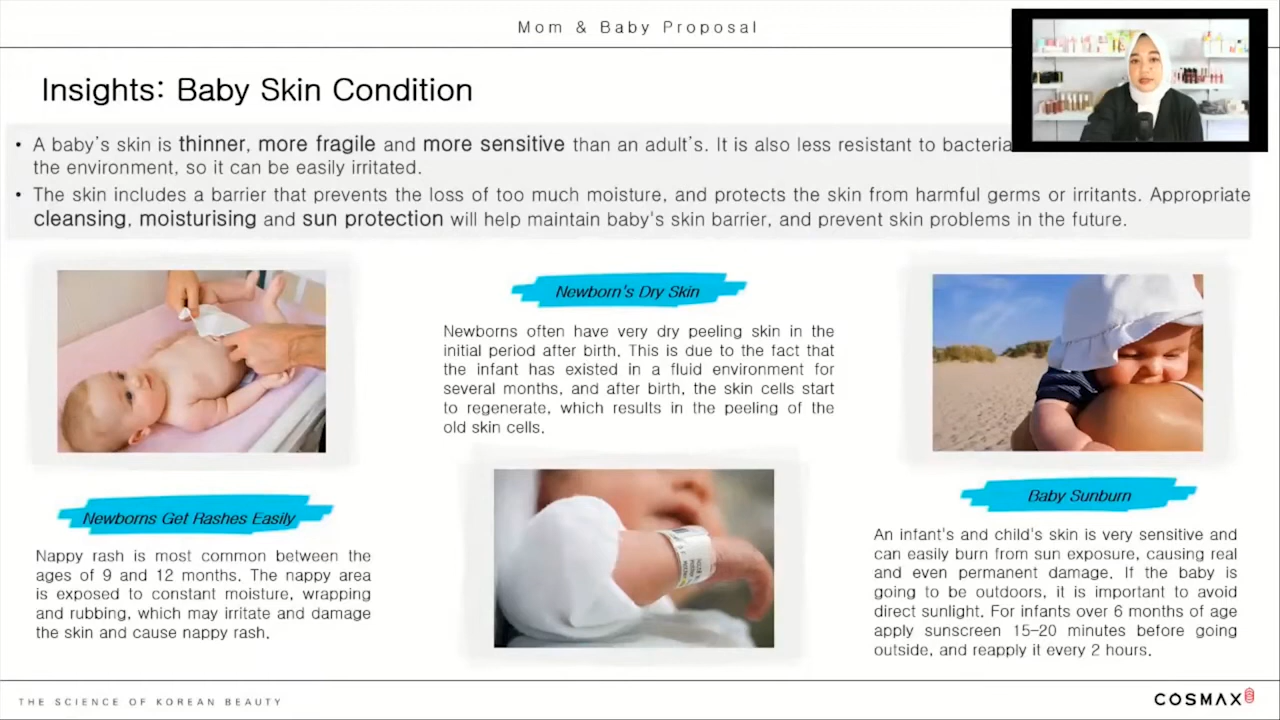 Mom & Baby Proposal
Insights: Baby Skin Condition
• A baby's skin is thinner, more fragile and more sensitive than an adult's. It is also less resistant to bacteria
the environment, so it can be easily irritated.
• The skin includes a barrier that prevents the loss of too much moisture, and protects the skin from harmful germs or irritants. Appropriate
cleansing, moisturising and sun protection will help maintain baby's skin barrier, and prevent skin problems in the future.
Newborns Get Rashes Easily
Nappy rash is most common between the
ages of 9 and 12 months. The nappy area
is exposed to constant moisture, wrapping
and rubbing, which may irritate and damage
the skin and cause nappy rash.
Newborn's Dry Skin
Newborns often have very dry peeling skin in the
initial period after birth. This is due to the fact that
the infant has existed in a fluid environment for
several months, and after birth, the skin cells start
to regenerate, which results in the peeling of the
old skin cells.
Baby Sunburn
An infant's and child's skin is very sensitive and
can easily burn from sun exposure, causing real
and even permanent damage. If the baby is
going to be outdoors, it is important to avoid
direct sunlight. For infants over 6 months of age
apply sunscreen 15-20 minutes before going
outside, and reapply it every 2 hours.
THE SCIENCE OF KOREAN BEAUTY
COSMAX